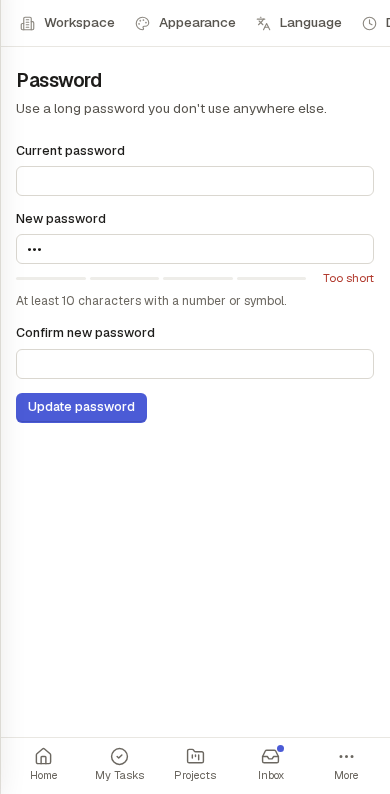 Workspace Appearance Language
Password
Use a long password you don't use anywhere else.
Current password
New password
•••
Too short
At least 10 characters with a number or symbol.
Confirm new password
Update password
Home My Tasks Projects Inbox More